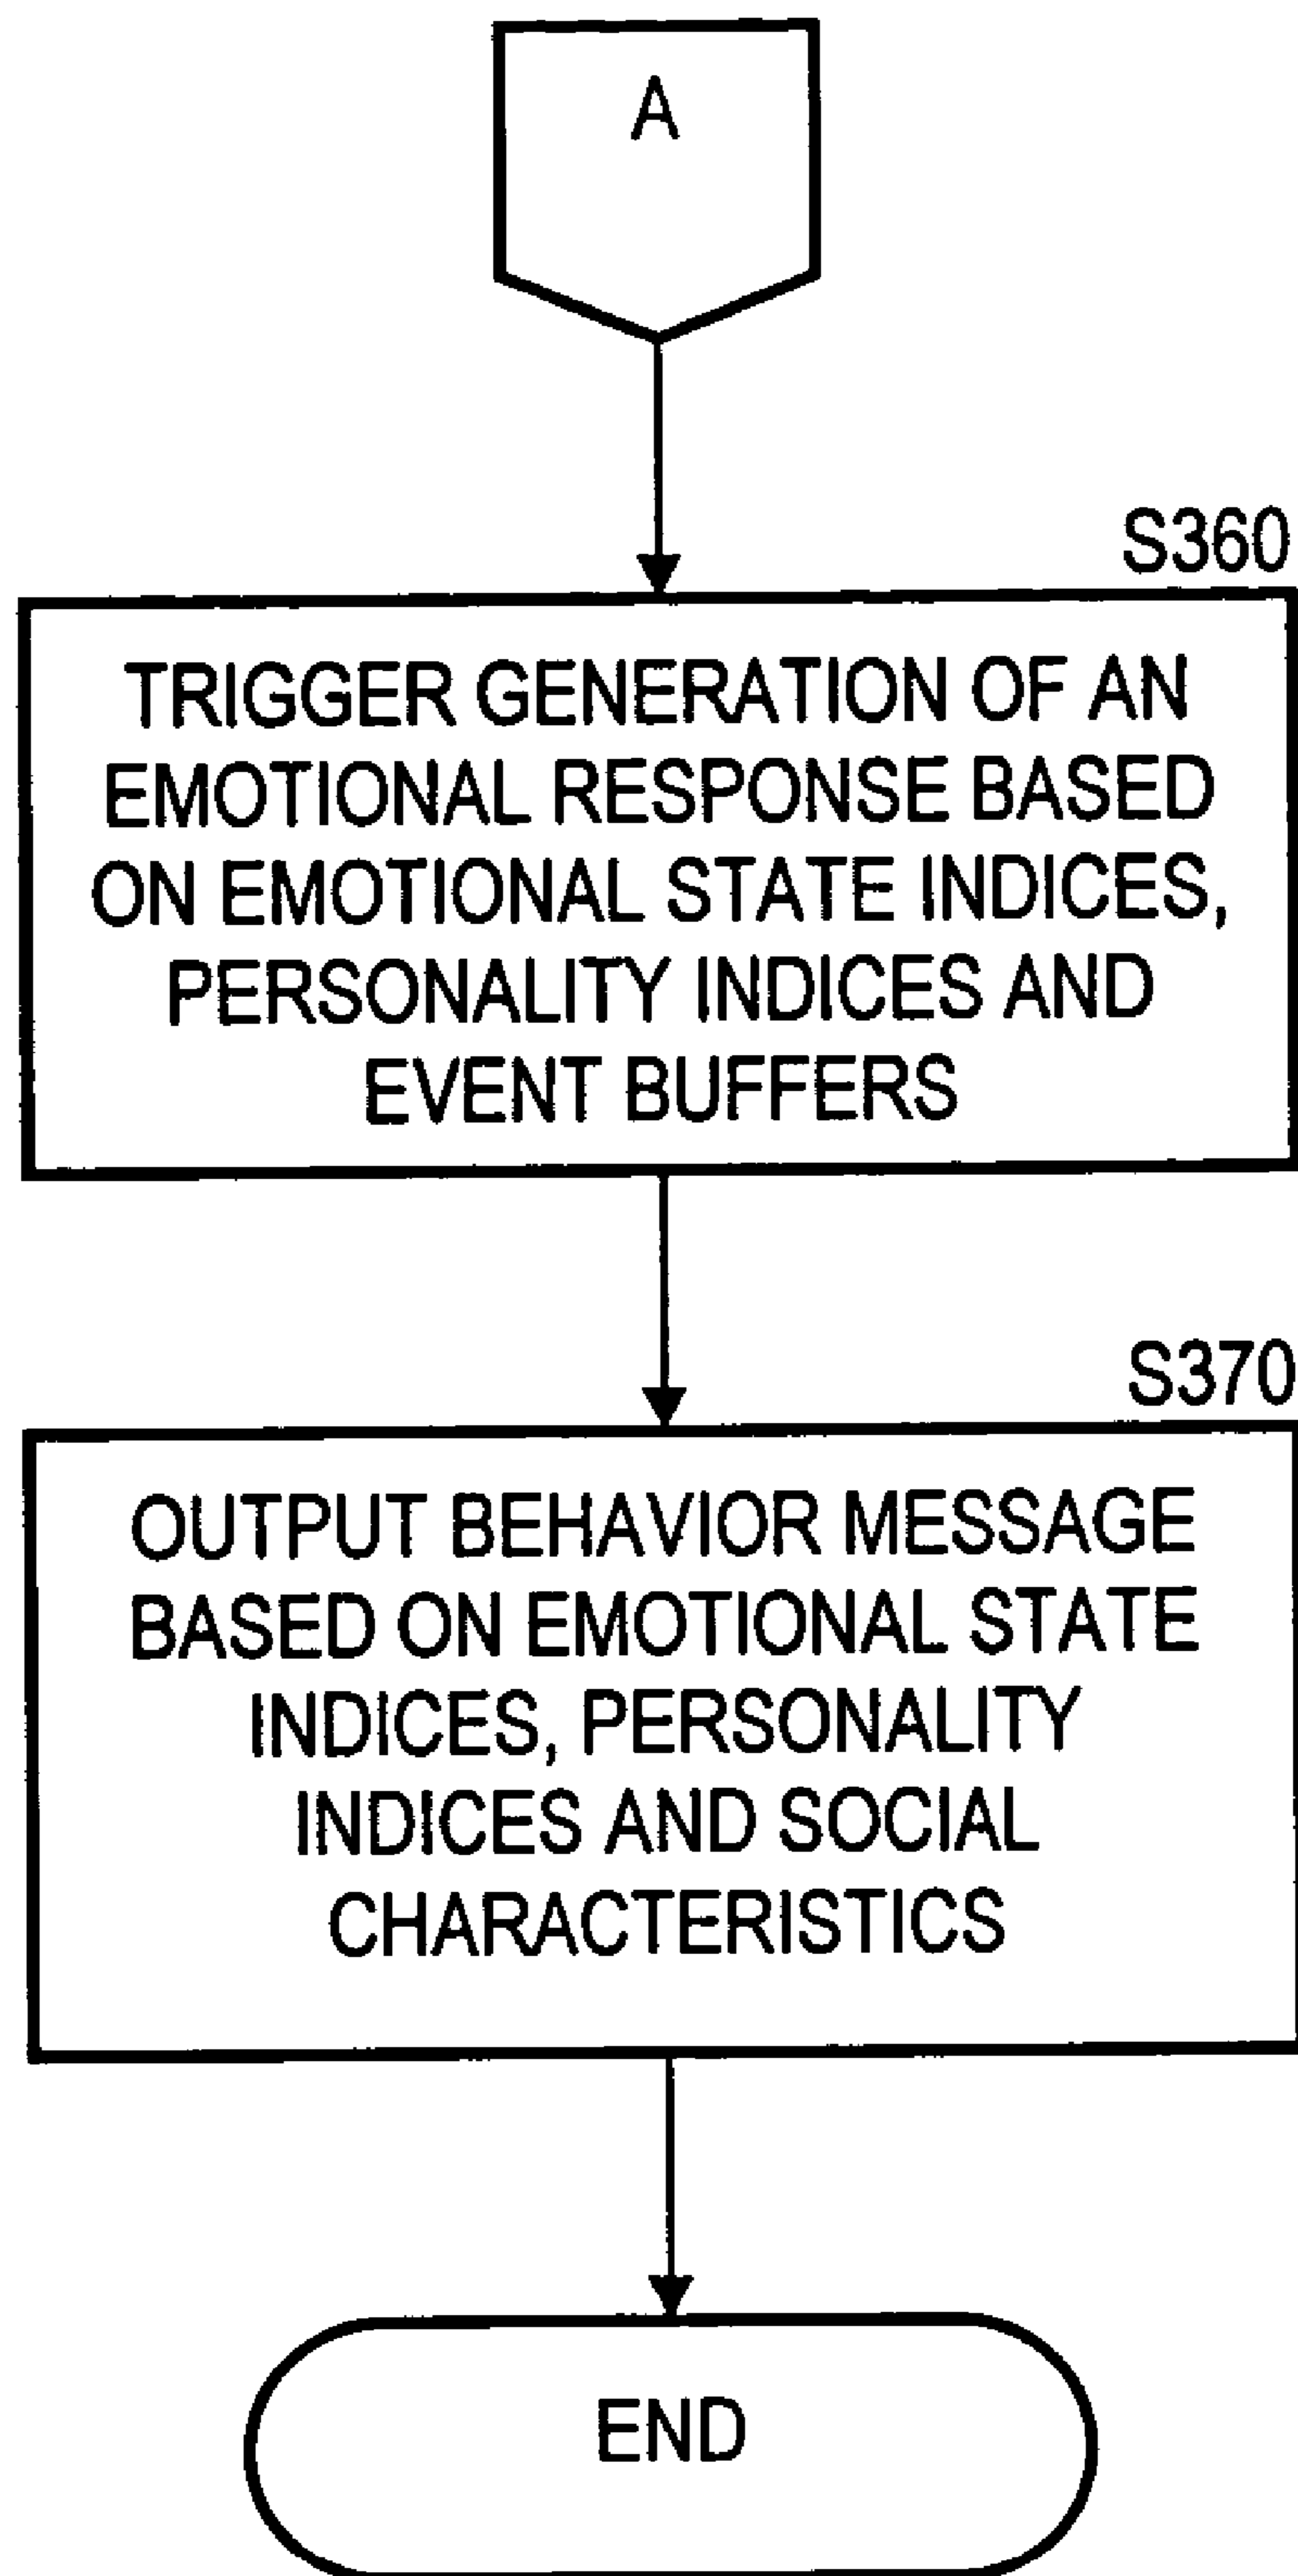 A
S360
TRIGGER GENERATION OF AN
EMOTIONAL RESPONSE BASED
ON EMOTIONAL STATE INDICES,
PERSONALITY INDICES AND
EVENT BUFFERS
S370
OUTPUT BEHAVIOR MESSAGE
BASED ON EMOTIONAL STATE
INDICES, PERSONALITY
INDICES AND SOCIAL
CHARACTERISTICS
END